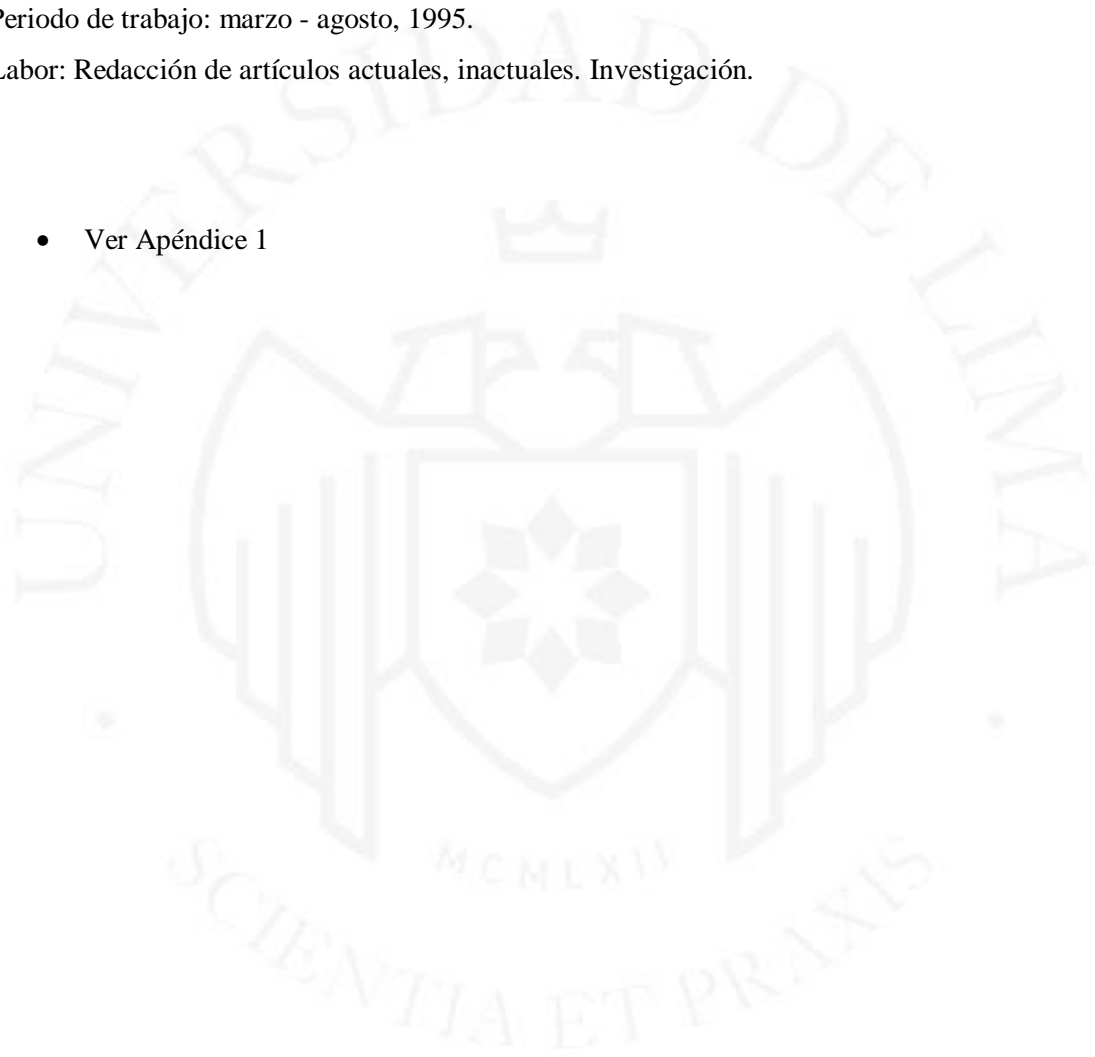 Periodo de trabajo: marzo - agosto, 1995.
Labor: Redacción de artículos actuales, inactuales. Investigación.
• Ver Apéndice 1
UNIVERSIDAD DE LIMA
MCMLXII
SCIENTIA ET PRAXIS